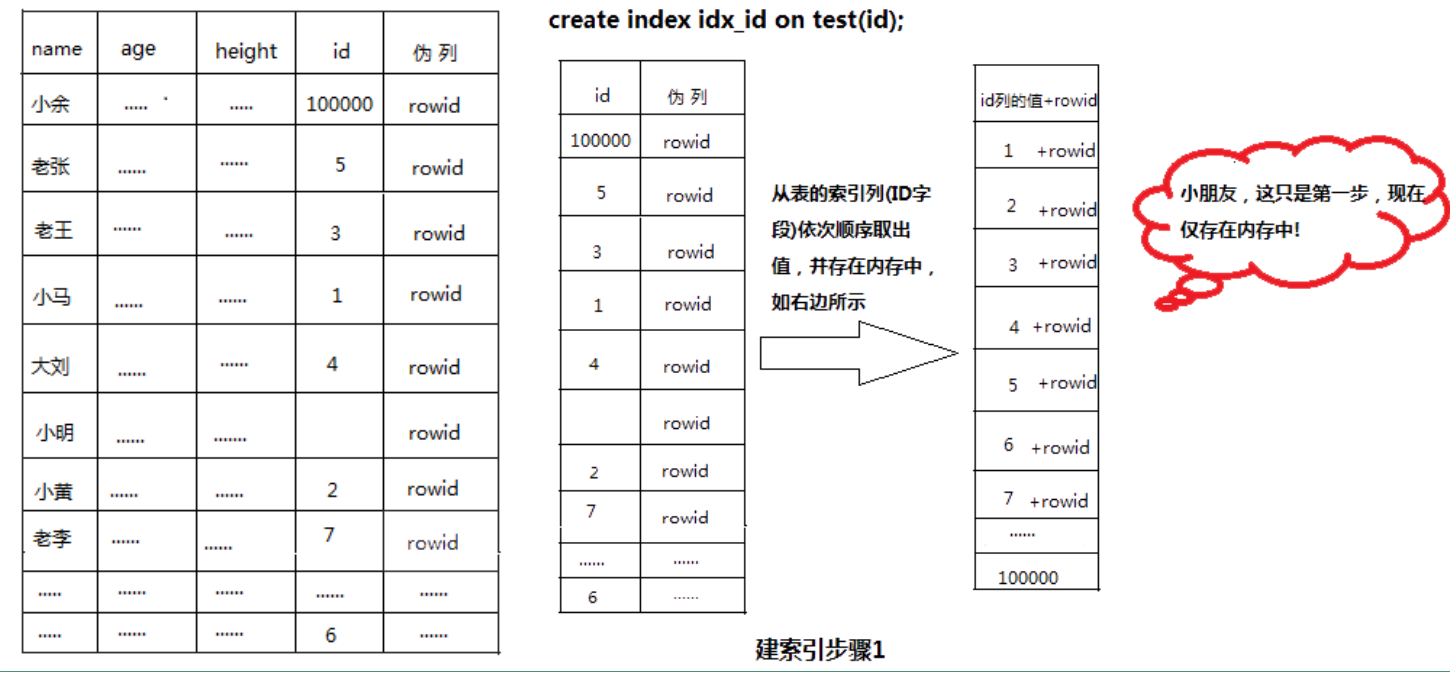 create index idx_id on test(id);
name age height id 伪 列
小余 ..... ..... 100000 rowid
老张 ...... ...... 5 rowid
老王 ...... ...... 3 rowid
小马 ...... ...... 1 rowid
大刘 ...... ...... 4 rowid
小明 ...... ....... rowid
小黄 ...... ...... 2 rowid
老李 ...... ...... 7 rowid
..... ...... ...... ...... ......
..... ...... ...... 6 ......
id 伪 列
100000 rowid
5 rowid
3 rowid
1 rowid
4 rowid
rowid
2 rowid
7 rowid
...... ......
6 ......
从表的索引列(ID字
段)依次顺序取出
值，并存在内存中，
如右边所示
id列的值+rowid
1 +rowid
2 +rowid
3 +rowid
4 +rowid
5 +rowid
6 +rowid
7 +rowid
......
100000
小朋友，这只是第一步，现在
仅存在内存中!
建索引步骤1